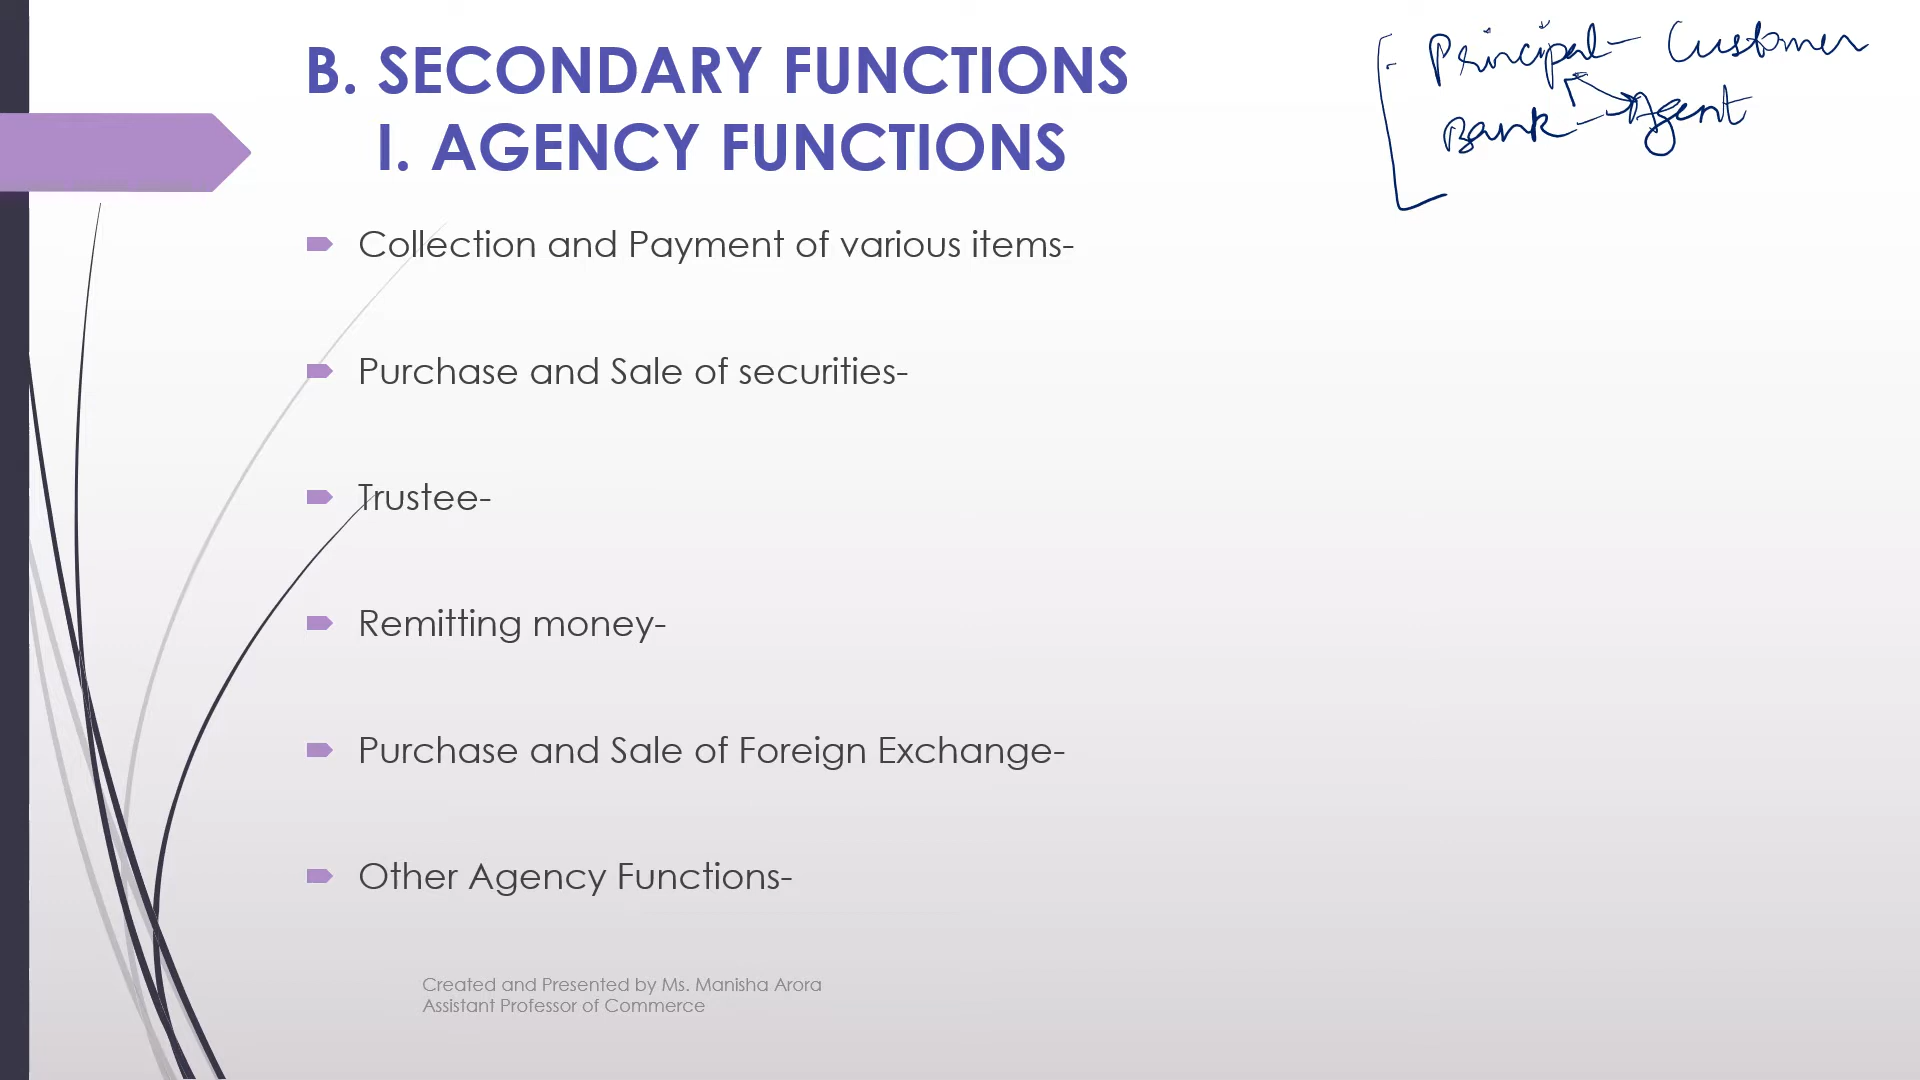 B. SECONDARY FUNCTIONS
I. AGENCY FUNCTIONS
Principal - Customer
Bank - Agent
Collection and Payment of various items-
Purchase and Sale of securities-
Trustee-
Remitting money-
Purchase and Sale of Foreign Exchange-
Other Agency Functions-
Created and Presented by Ms. Manisha Arora
Assistant Professor of Commerce